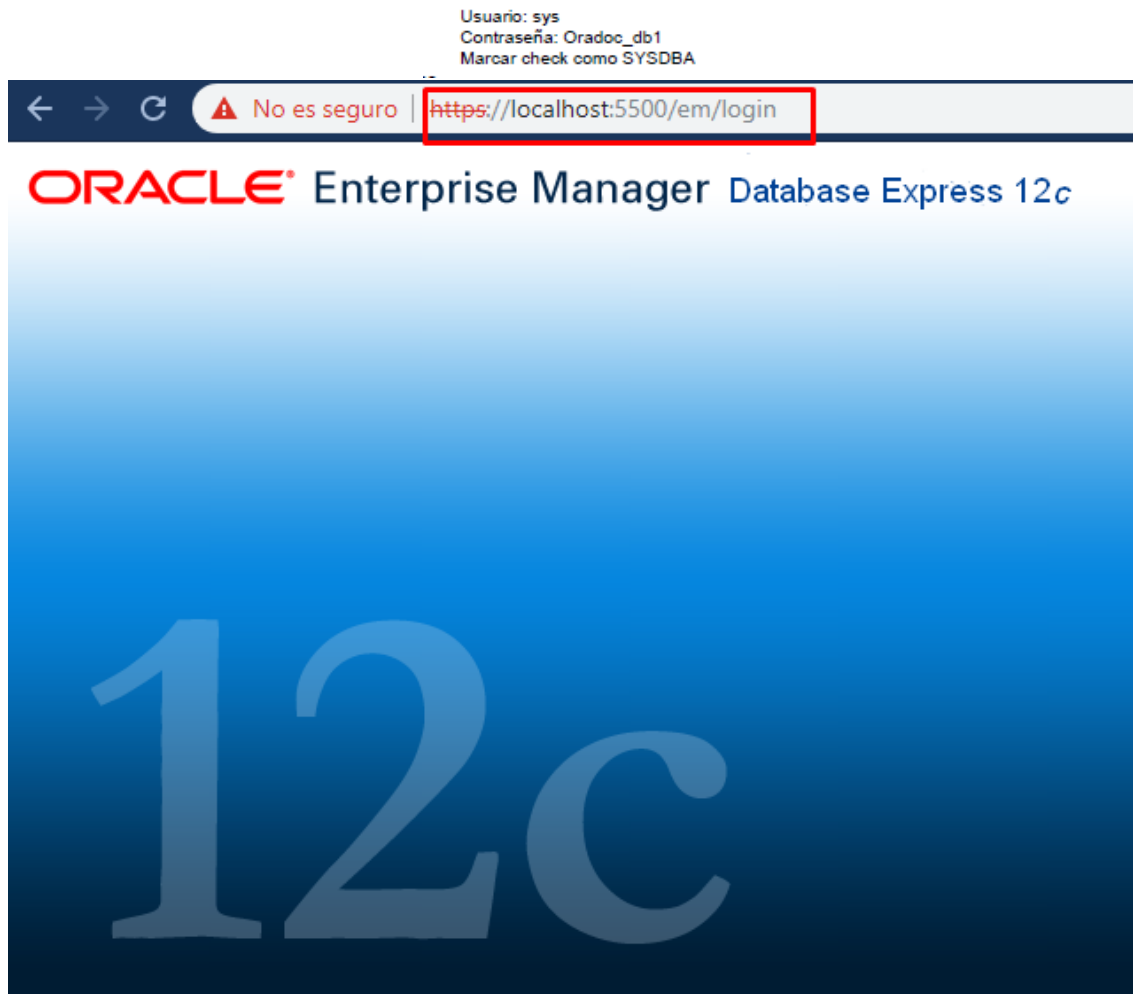 Usuario: sys
Contraseña: Oradoc_db1
Marcar check como SYSDBA
No es seguro | https://localhost:5500/em/login
ORACLE® Enterprise Manager Database Express 12c
12c